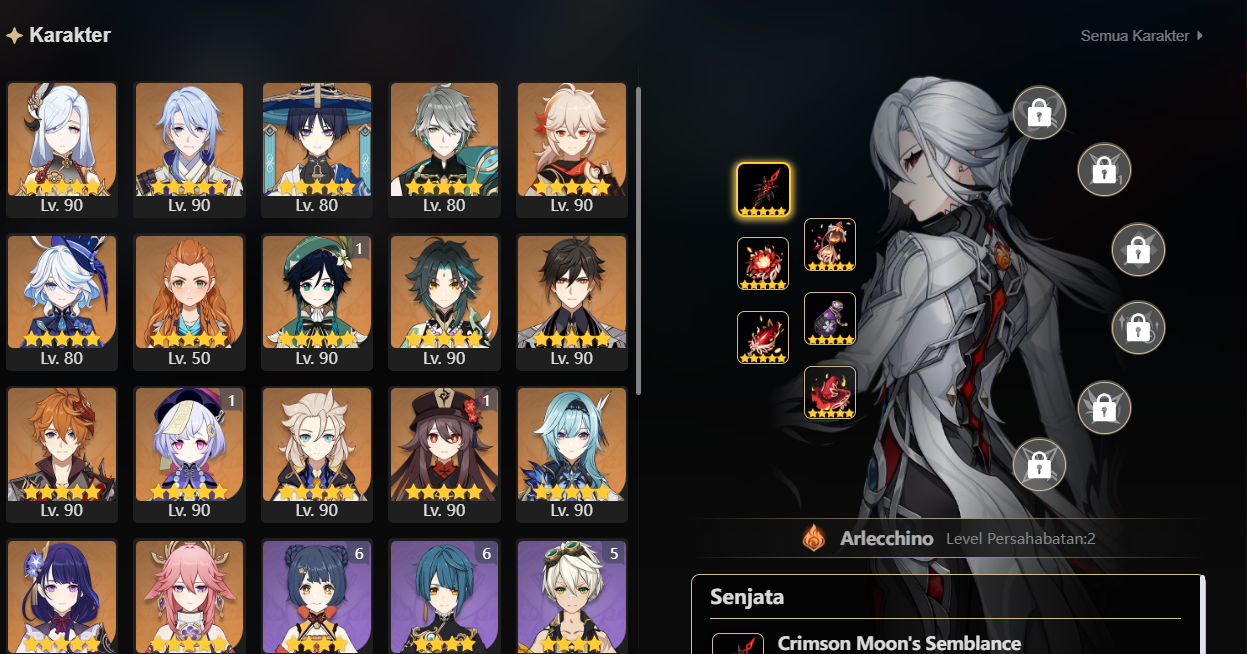 Karakter
Semua Karakter
Lv. 90
Lv. 90
Lv. 80
Lv. 80
Lv. 90
1
Lv. 80
Lv. 50
Lv. 90
Lv. 90
Lv. 90
1
1
Lv. 90
Lv. 90
Lv. 90
Lv. 90
Lv. 90
6
6
5
Arlecchino Level Persahabatan:2
Senjata
Crimson Moon's Semblance